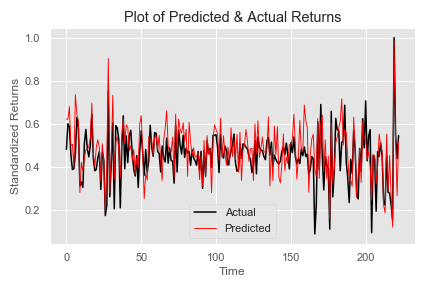 Plot of Predicted & Actual Returns
Standardized Returns
1.0
0.8
0.6
0.4
0.2
Actual
Predicted
0
50
100
150
200
Time